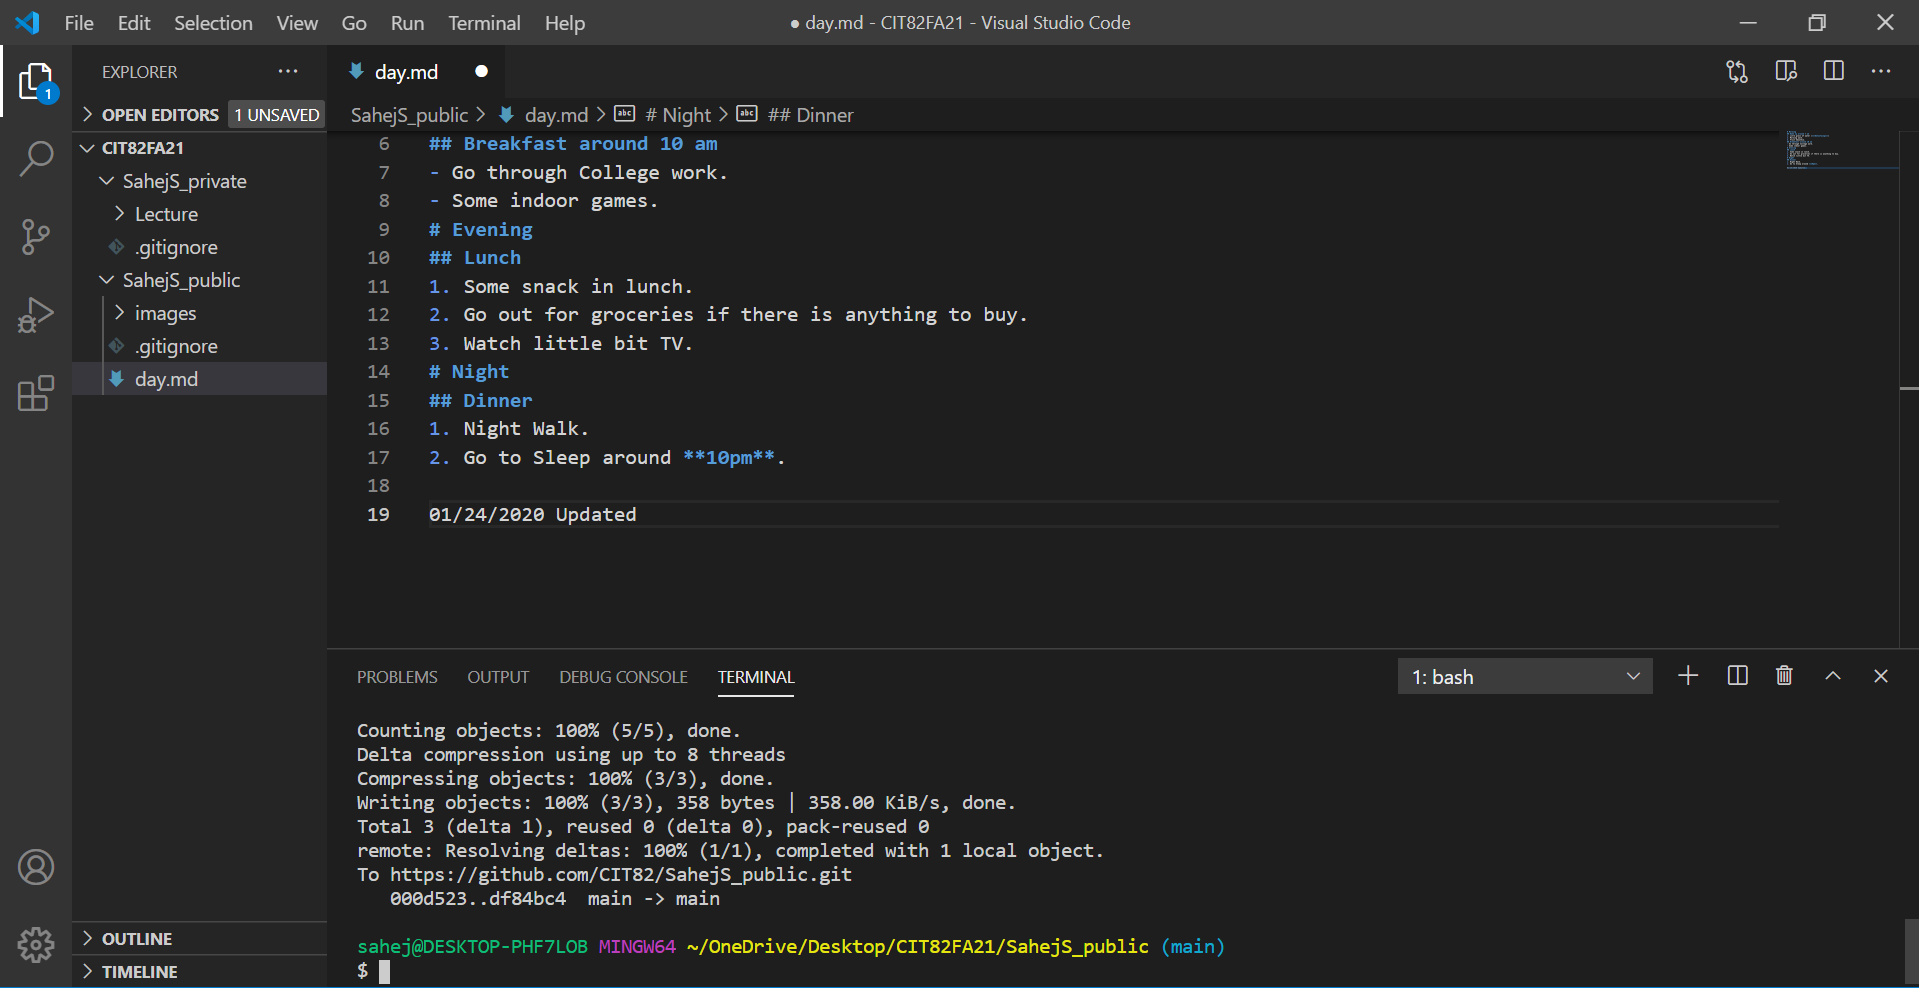 File Edit Selection View Go Run Terminal Help
● day.md - CIT82FA21 - Visual Studio Code
1
EXPLORER
OPEN EDITORS 1 UNSAVED
CIT82FA21
SahejS_private
Lecture
.gitignore
SahejS_public
images
.gitignore
day.md
OUTLINE
TIMELINE
day.md
SahejS_public > day.md > abc # Night > abc ## Dinner
6 ## Breakfast around 10 am
7 - Go through College work.
8 - Some indoor games.
9 # Evening
10 ## Lunch
11 1. Some snack in lunch.
12 2. Go out for groceries if there is anything to buy.
13 3. Watch little bit TV.
14 # Night
15 ## Dinner
16 1. Night Walk.
17 2. Go to Sleep around **10pm**.
18
19 01/24/2020 Updated
PROBLEMS OUTPUT DEBUG CONSOLE TERMINAL
1: bash
Counting objects: 100% (5/5), done.
Delta compression using up to 8 threads
Compressing objects: 100% (3/3), done.
Writing objects: 100% (3/3), 358 bytes | 358.00 KiB/s, done.
Total 3 (delta 1), reused 0 (delta 0), pack-reused 0
remote: Resolving deltas: 100% (1/1), completed with 1 local object.
To https://github.com/CIT82/SahejS_public.git
000d523..df84bc4 main -> main
sahej@DESKTOP-PHF7LOB MINGW64 ~/OneDrive/Desktop/CIT82FA21/SahejS_public (main)
$